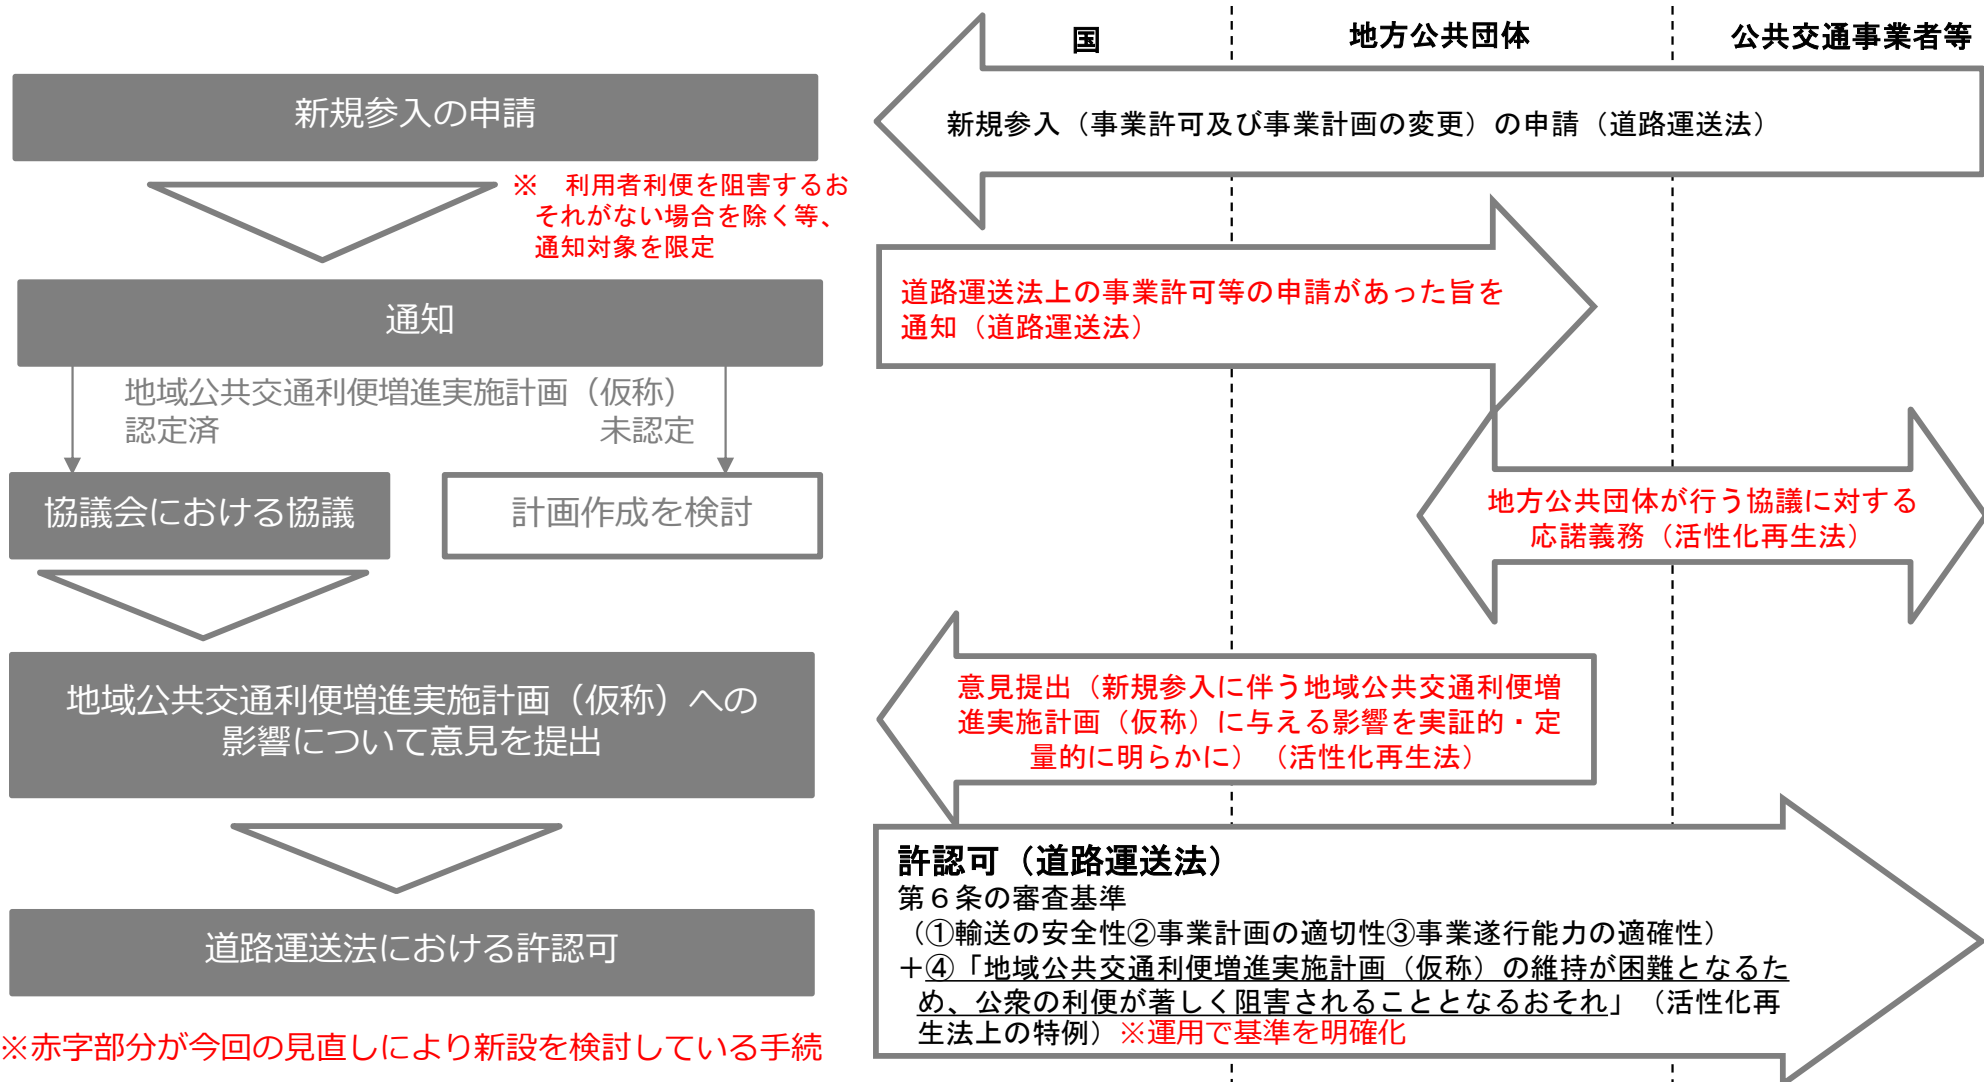 国
地方公共団体
公共交通事業者等
新規参入の申請
新規参入（事業許可及び事業計画の変更）の申請（道路運送法）
※　利用者利便を阻害するお
それがない場合を除く等、
通知対象を限定
通知
道路運送法上の事業許可等の申請があった旨を
通知（道路運送法）
地域公共交通利便増進実施計画（仮称）
認定済
未認定
協議会における協議
計画作成を検討
地方公共団体が行う協議に対する
応諾義務（活性化再生法）
地域公共交通利便増進実施計画（仮称）への
影響について意見を提出
意見提出（新規参入に伴う地域公共交通利便増
進実施計画（仮称）に与える影響を実証的・定
量的に明らかに）（活性化再生法）
道路運送法における許認可
許認可（道路運送法）
第６条の審査基準
（①輸送の安全性②事業計画の適切性③事業遂行能力の適確性）
＋④「地域公共交通利便増進実施計画（仮称）の維持が困難となるた
め、公衆の利便が著しく阻害されることとなるおそれ」（活性化再
生法上の特例）※運用で基準を明確化
※赤字部分が今回の見直しにより新設を検討している手続